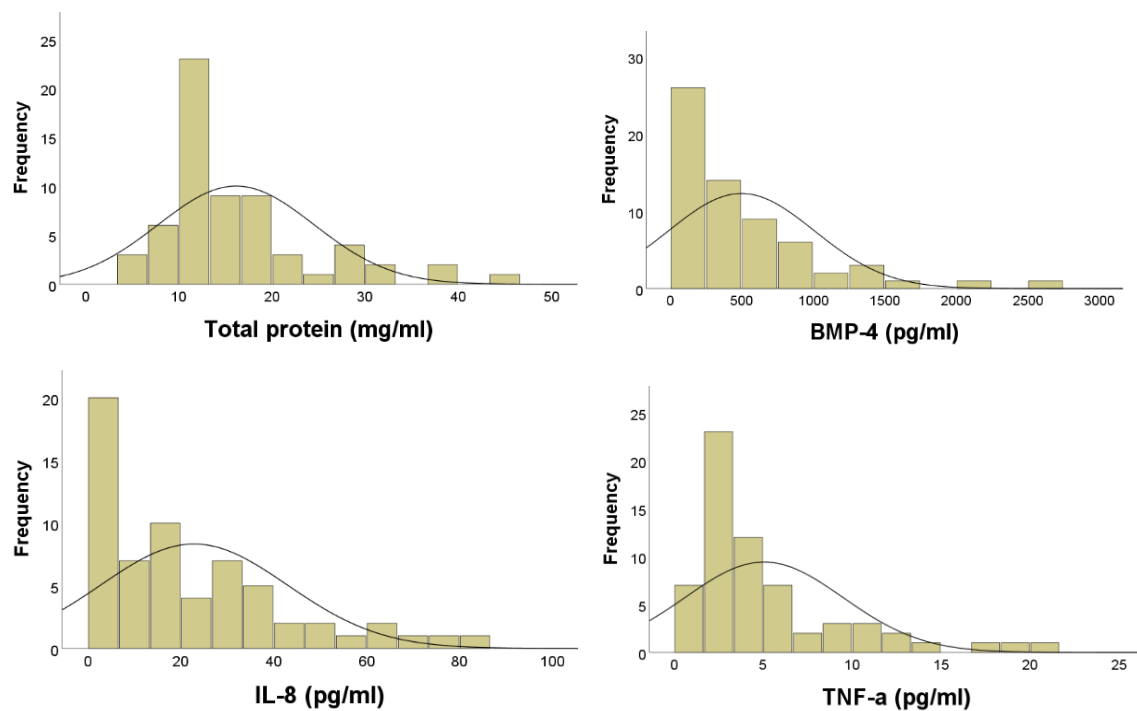 25
20
15
10
5
0
Frequency
0 10 20 30 40 50
Total protein (mg/ml)
30
20
10
0
Frequency
0 500 1000 1500 2000 2500 3000
BMP-4 (pg/ml)
20
15
10
5
0
Frequency
0 20 40 60 80 100
IL-8 (pg/ml)
25
20
15
10
5
0
Frequency
0 5 10 15 20 25
TNF-a (pg/ml)